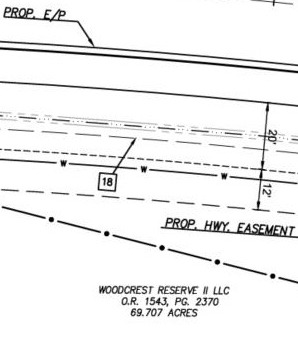 PROP. E/P
20'
W W W
18
12'
PROP. HWY. EASEMENT
WOODCREST RESERVE II LLC
O.R. 1543, PG. 2370
69.707 ACRES